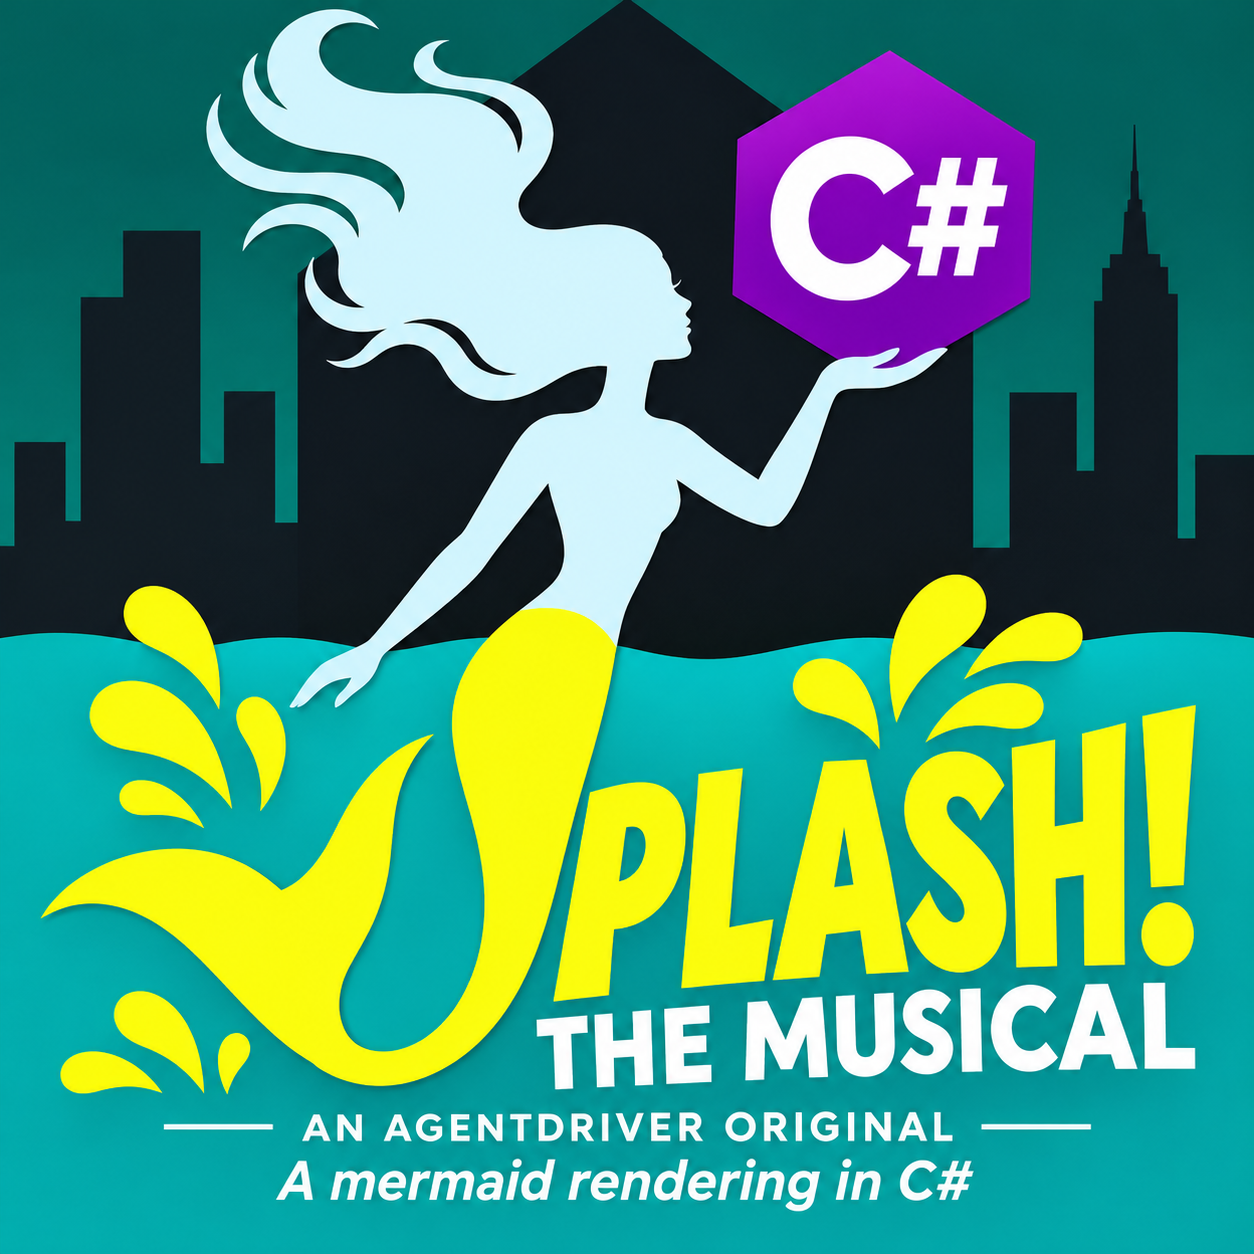 C#
SPLASH!
THE MUSICAL
AN AGENTDRIVER ORIGINAL
A mermaid rendering in C#